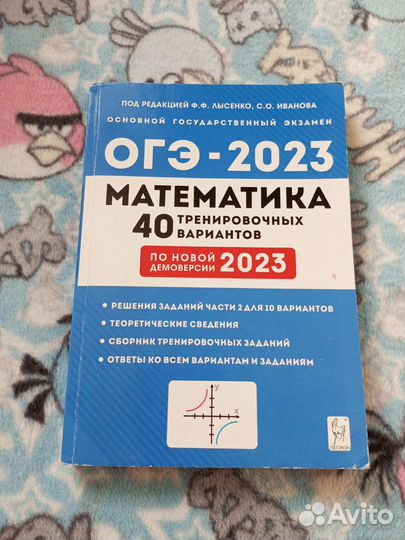 ПОД РЕДАКЦИЕЙ Ф.Ф. ЛЫСЕНКО, С.О. ИВАНОВА
ОСНОВНОЙ ГОСУДАРСТВЕННЫЙ ЭКЗАМЕН
ОГЭ-2023
МАТЕМАТИКА
40 ТРЕНИРОВОЧНЫХ
ВАРИАНТОВ
ПО НОВОЙ
ДЕМОВЕРСИИ 2023
• РЕШЕНИЯ ЗАДАНИЙ ЧАСТИ 2 ДЛЯ 10 ВАРИАНТОВ
• ТЕОРЕТИЧЕСКИЕ СВЕДЕНИЯ
• СБОРНИК ТРЕНИРОВОЧНЫХ ЗАДАНИЙ
• ОТВЕТЫ КО ВСЕМ ВАРИАНТАМ И ЗАДАНИЯМ
y
x
ЛЕГИОН
Avito